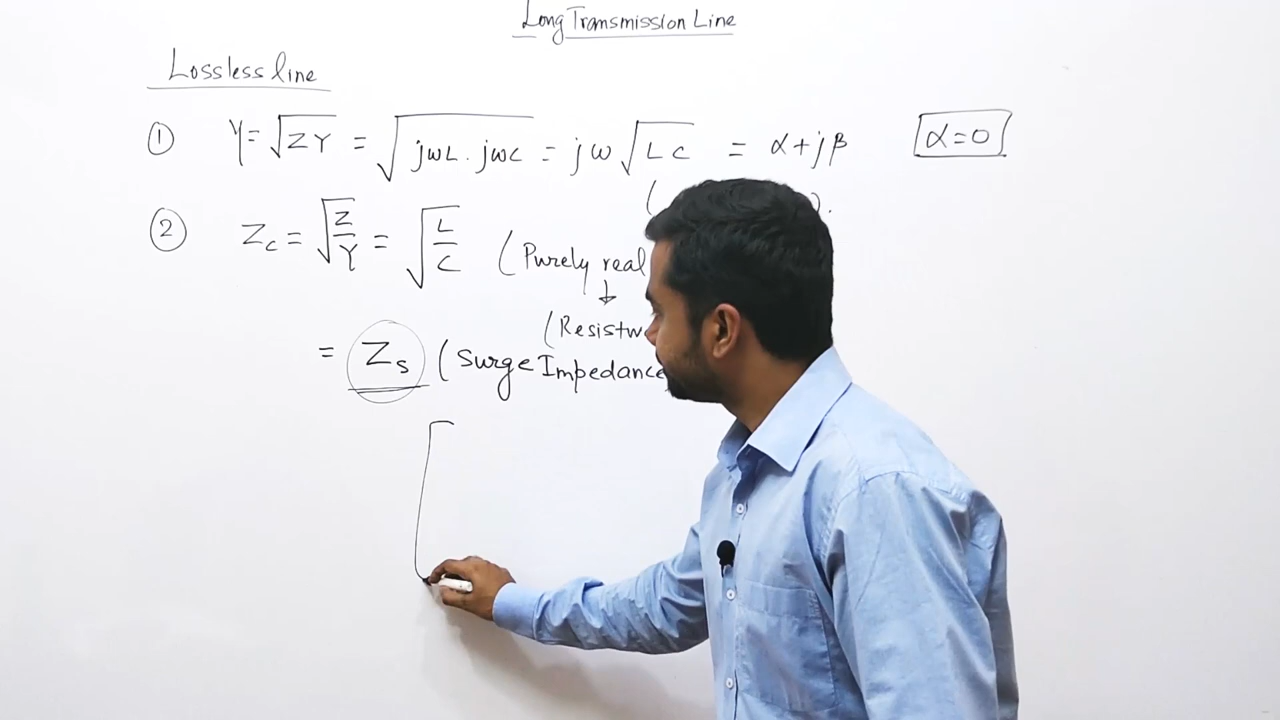 Long Transmission Line
Lossless line
① γ = √ZY = √jωL . jωC = jω√LC = α+jβ α=0
② Zc = √Z/Y = √L/C (Purely real
= Zs (Surge Impedance